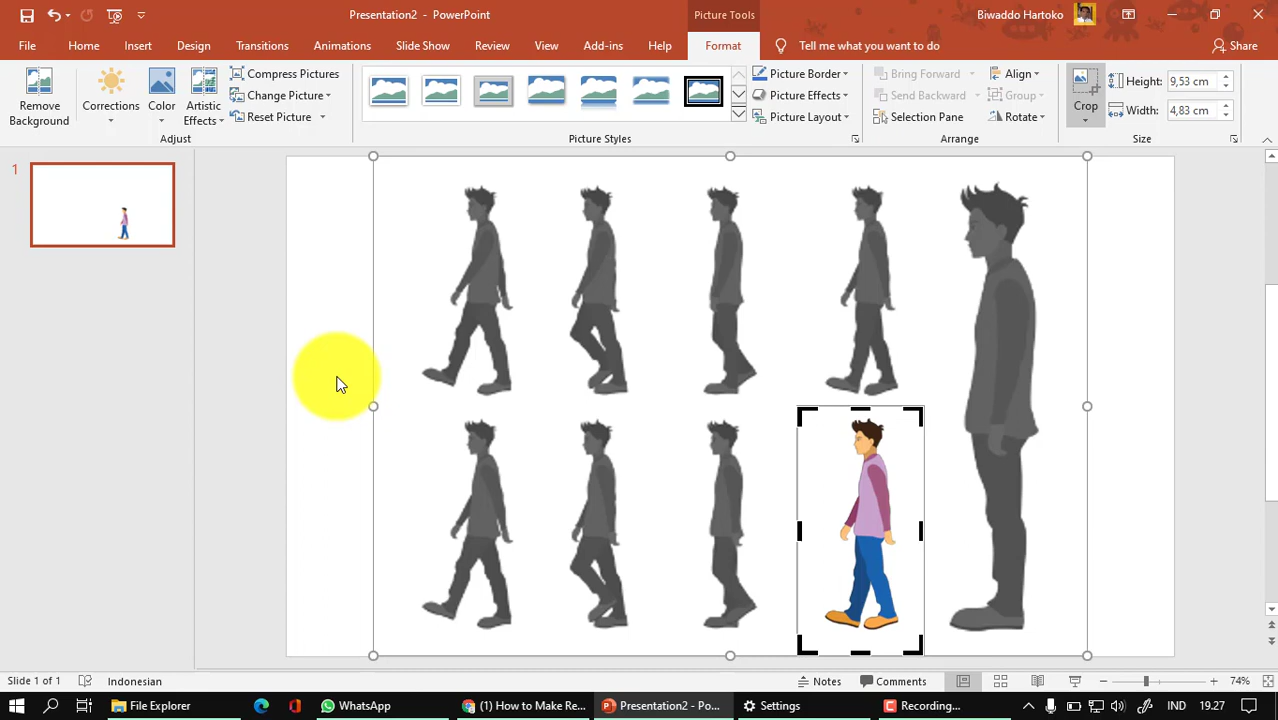 Presentation2 - PowerPoint
Picture Tools
Biwaddo Hartoko
File
Home
Insert
Design
Transitions
Animations
Slide Show
Review
View
Add-ins
Help
Format
Tell me what you want to do
Share
Remove Background
Corrections
Color
Artistic Effects
Compress Pictures
Change Picture
Reset Picture
Adjust
Picture Styles
Picture Border
Picture Effects
Picture Layout
Bring Forward
Send Backward
Selection Pane
Align
Group
Rotate
Arrange
Crop
Height: 9,53 cm
Width: 4,83 cm
Size
1
Slide 1 of 1
Indonesian
Notes
Comments
74%
File Explorer
WhatsApp
(1) How to Make Re...
Presentation2 - Po...
Settings
Recording...
IND
19.27